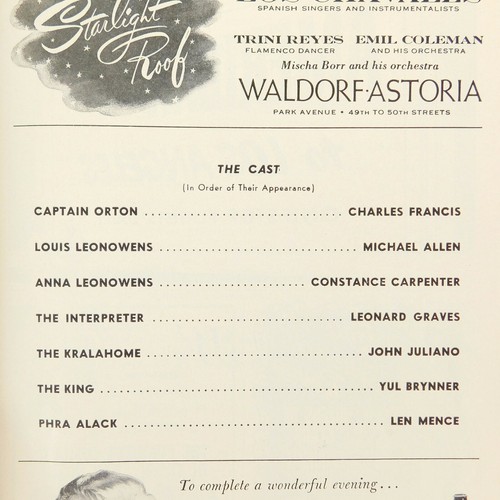 Starlight
Roof
LOS CHAVALES
SPANISH SINGERS AND INSTRUMENTALISTS
TRINI REYES EMIL COLEMAN
FLAMENCO DANCER AND HIS ORCHESTRA
Mischa Borr and his orchestra
WALDORF·ASTORIA
PARK AVENUE • 49TH TO 50TH STREETS
THE CAST
(In Order of Their Appearance)
CAPTAIN ORTON .............................. CHARLES FRANCIS
LOUIS LEONOWENS .............................. MICHAEL ALLEN
ANNA LEONOWENS ...................... CONSTANCE CARPENTER
THE INTERPRETER .............................. LEONARD GRAVES
THE KRALAHOME .............................. JOHN JULIANO
THE KING ........................................ YUL BRYNNER
PHRA ALACK ...................................... LEN MENCE
To complete a wonderful evening...